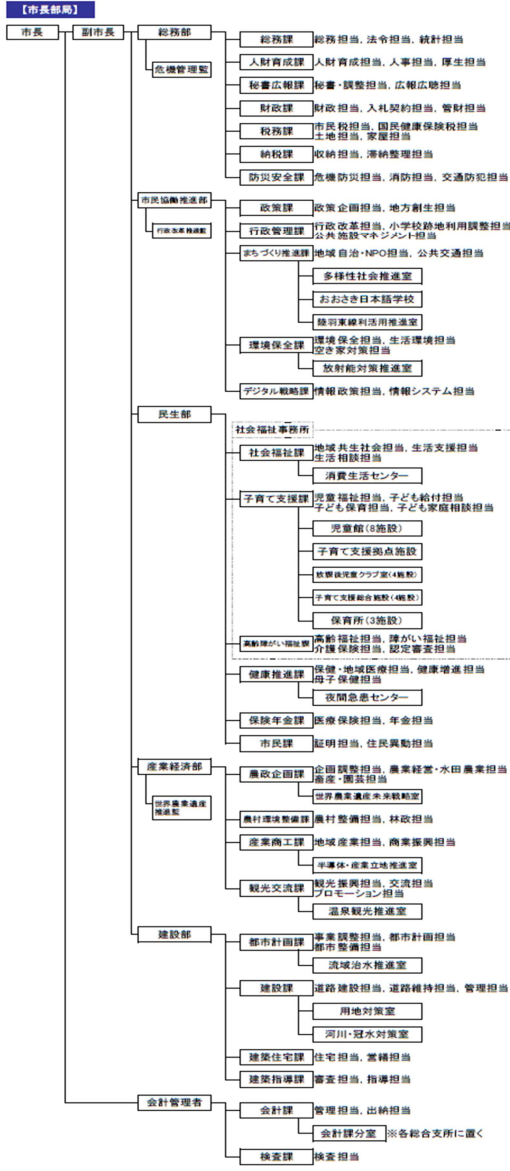 【市長部局】
市長 副市長 総務部 総務課 総務担当, 法令担当, 統計担当
危機管理監 人財育成課 人財育成担当, 人事担当, 厚生担当
秘書広報課 秘書・調整担当, 広報広聴担当
財政課 財政担当, 入札契約担当, 管財担当
税務課 市民税担当, 国民健康保険税担当
土地担当, 家屋担当
納税課 収納担当, 滞納整理担当
防災安全課 危機防災担当, 消防担当, 交通防犯担当
市民協働推進部 政策課 政策企画担当, 地方創生担当
行政改革推進監 行政管理課 行政改革担当, 小学校跡地利用調整担当
公共施設マネジメント担当
まちづくり推進課 地域自治・NPO担当, 公共交通担当
多様性社会推進室
おおさき日本語学校
陸羽東線利活用推進室
環境保全課 環境保全担当, 生活環境担当
空き家対策担当
放射能対策推進室
デジタル戦略課 情報政策担当, 情報システム担当
民生部
社会福祉事務所
社会福祉課 地域共生社会担当, 生活支援担当
生活相談担当
消費生活センター
子育て支援課 児童福祉担当, 子ども給付担当
子ども保育担当, 子ども家庭相談担当
児童館(8施設)
子育て支援拠点施設
放課後児童クラブ室(4施設)
子育て支援総合施設(4施設)
保育所(3施設)
高齢障がい福祉課 高齢福祉担当, 障がい福祉担当
介護保険担当, 認定審査担当
健康推進課 保健・地域医療担当, 健康増進担当
母子保健担当
夜間急患センター
保険年金課 医療保険担当, 年金担当
市民課 証明担当, 住民異動担当
産業経済部 農政企画課 企画調整担当, 農業経営・水田農業担当
畜産・園芸担当
世界農業遺産推進監 世界農業遺産未来戦略室
農村環境整備課 農村整備担当, 林政担当
産業商工課 地域産業担当, 商業振興担当
半導体・産業立地推進室
観光交流課 観光振興担当, 交流担当
プロモーション担当
温泉観光推進室
建設部 都市計画課 事業調整担当, 都市計画担当
都市整備担当
流域治水推進室
建設課 道路建設担当, 道路維持担当, 管理担当
用地対策室
河川・冠水対策室
建築住宅課 住宅担当, 営繕担当
建築指導課 審査担当, 指導担当
会計管理者 会計課 管理担当, 出納担当
会計課分室 ※各総合支所に置く
検査課 検査担当